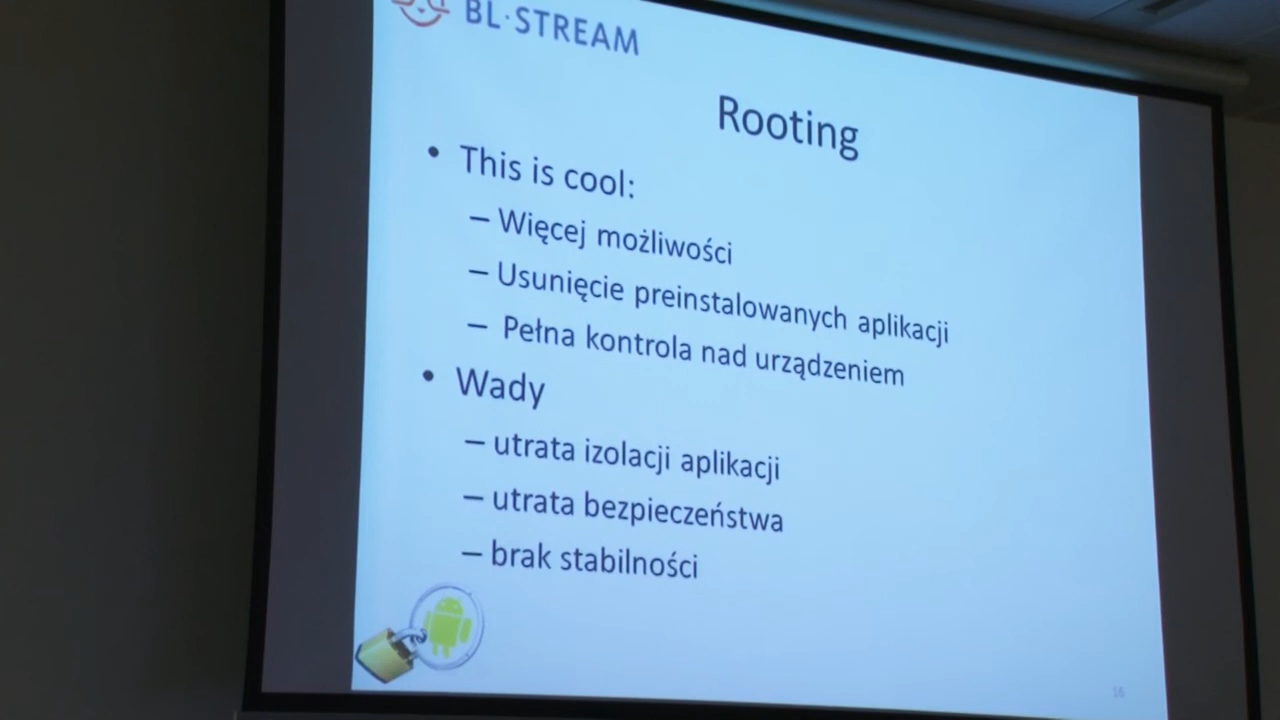 BL·STREAM
Rooting
• This is cool:
– Więcej możliwości
– Usunięcie preinstalowanych aplikacji
– Pełna kontrola nad urządzeniem
• Wady
– utrata izolacji aplikacji
– utrata bezpieczeństwa
– brak stabilności
16